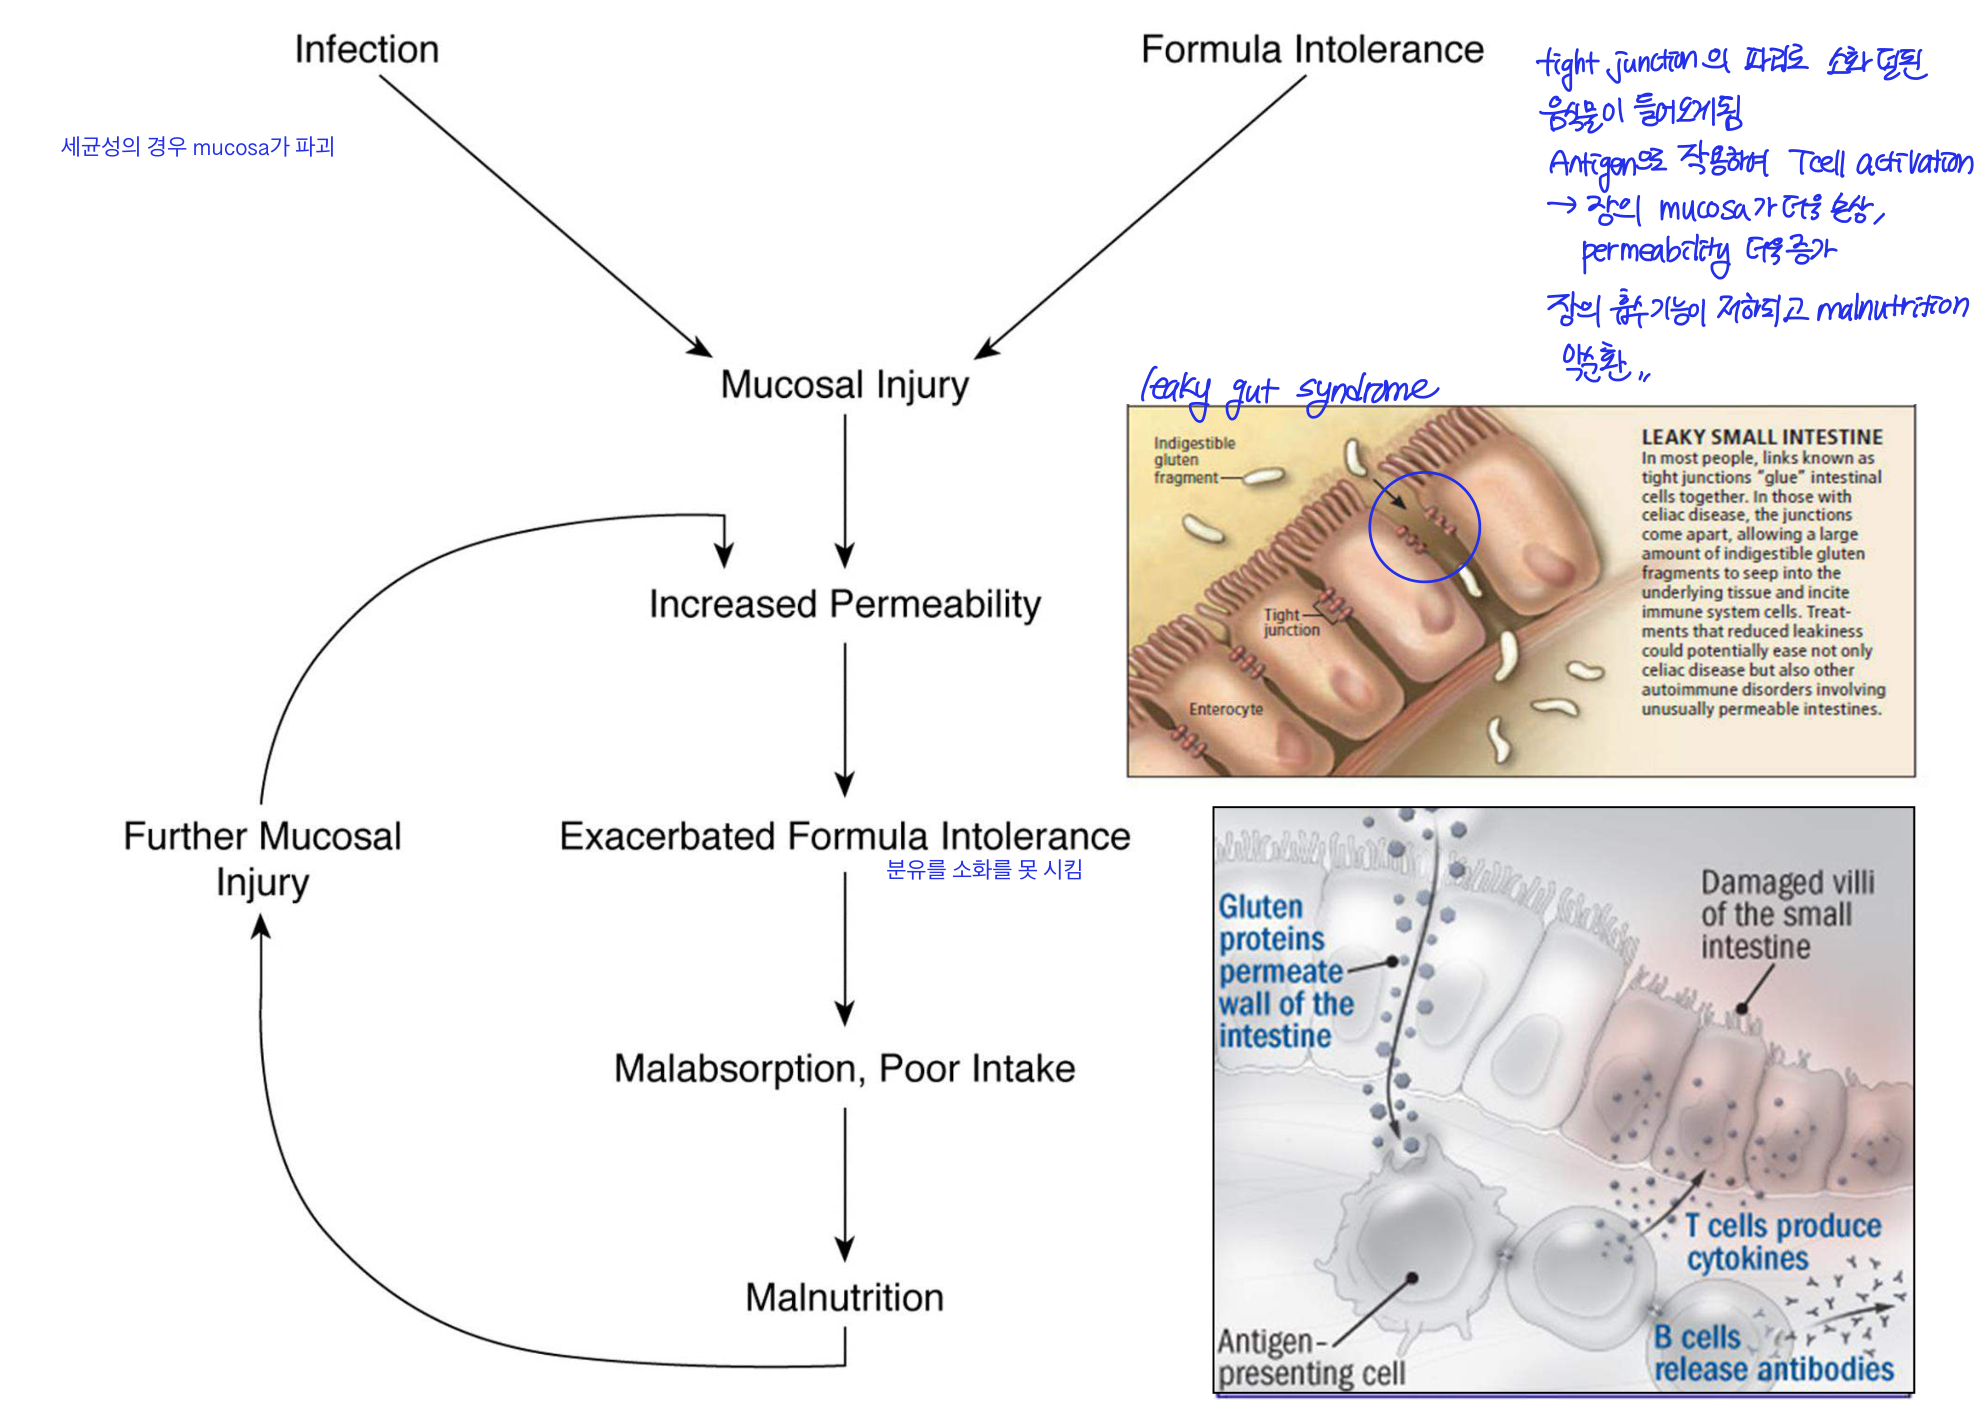 Infection
Formula Intolerance
세균성의 경우 mucosa가 파괴
tight junction의 파괴로 소화 덜된
음식물이 들어오게됨
Antigen으로 작용하여 Tcell activation
→ 장의 mucosa가 더욱 손상,
permeability 더욱 증가
장의 흡수기능이 저하되고 malnutrition
악순환,,
Mucosal Injury
Increased Permeability
Exacerbated Formula Intolerance
분유를 소화를 못 시킴
Malabsorption, Poor Intake
Malnutrition
Further Mucosal
Injury
leaky gut syndrome
Indigestible
gluten
fragment
Tight
junction
Enterocyte
LEAKY SMALL INTESTINE
In most people, links known as
tight junctions "glue" intestinal
cells together. In those with
celiac disease, the junctions
come apart, allowing a large
amount of indigestible gluten
fragments to seep into the
underlying tissue and incite
immune system cells. Treat-
ments that reduced leakiness
could potentially ease not only
celiac disease but also other
autoimmune disorders involving
unusually permeable intestines.
Gluten
proteins
permeate
wall of the
intestine
Damaged villi
of the small
intestine
T cells produce
cytokines
Antigen-
presenting cell
B cells
release antibodies